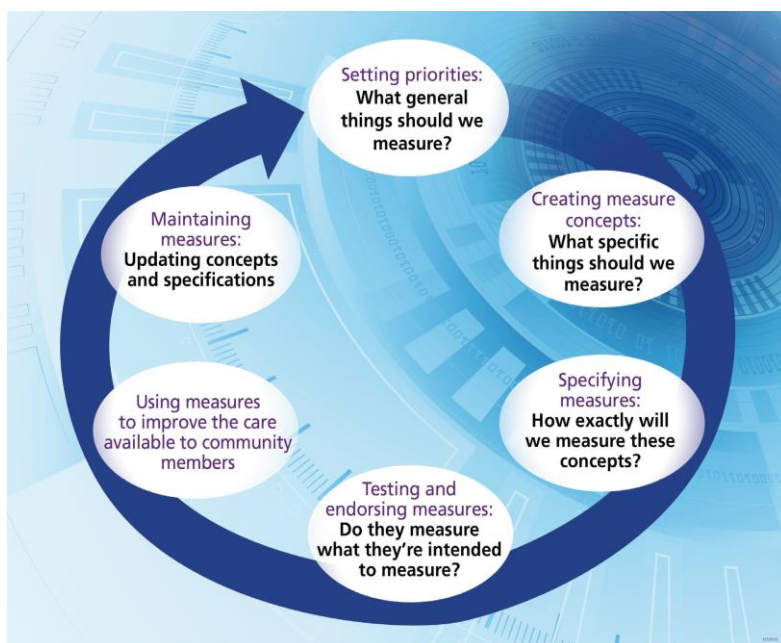 Setting priorities:
What general
things should we
measure?
Creating measure
concepts:
What specific
things should we
measure?
Specifying
measures:
How exactly will
we measure these
concepts?
Testing and
endorsing measures:
Do they measure
what they're intended
to measure?
Using measures
to improve the care
available to community
members
Maintaining
measures:
Updating concepts
and specifications